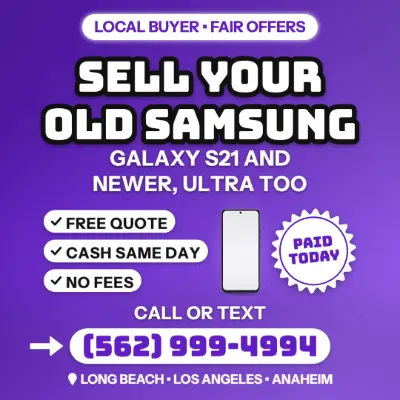 LOCAL BUYER • FAIR OFFERS
SELL YOUR
OLD SAMSUNG
GALAXY S21 AND
NEWER, ULTRA TOO
FREE QUOTE
CASH SAME DAY
NO FEES
PAID
TODAY
CALL OR TEXT
(562) 999-4994
LONG BEACH • LOS ANGELES • ANAHEIM